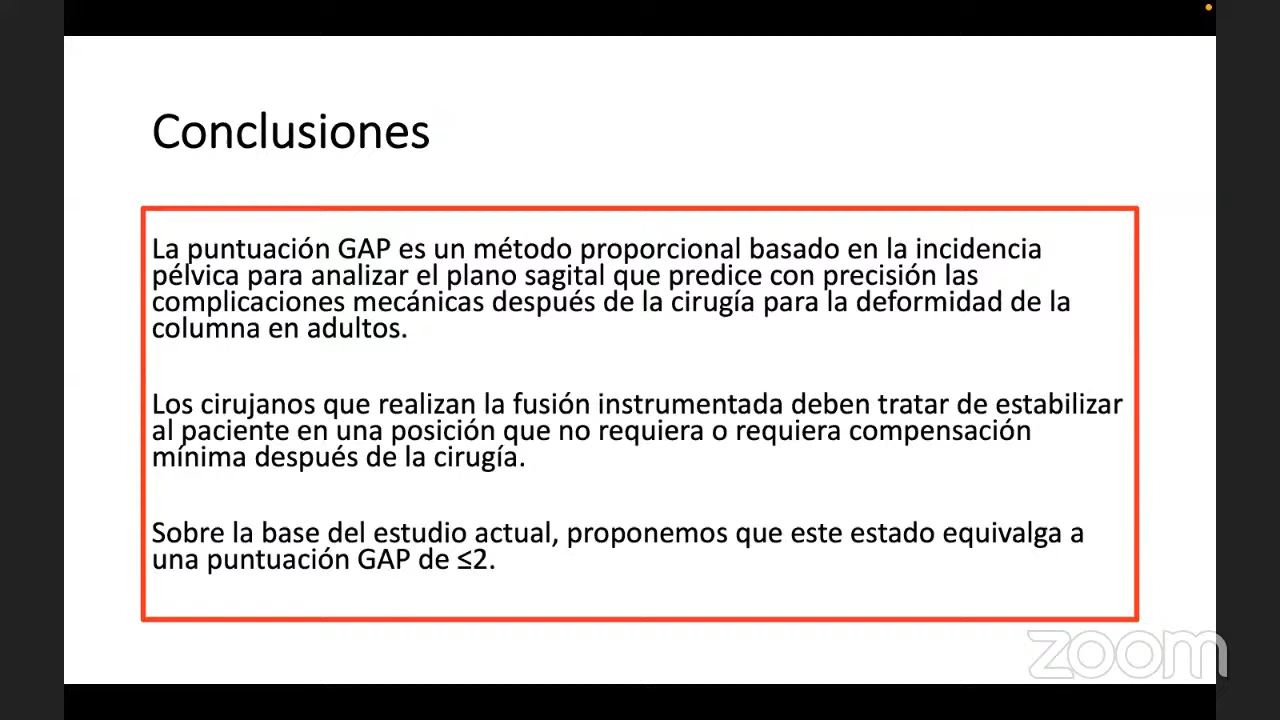 Conclusiones
La puntuación GAP es un método proporcional basado en la incidencia
pélvica para analizar el plano sagital que predice con precisión las
complicaciones mecánicas después de la cirugía para la deformidad de la
columna en adultos.
Los cirujanos que realizan la fusión instrumentada deben tratar de estabilizar
al paciente en una posición que no requiera o requiera compensación
mínima después de la cirugía.
Sobre la base del estudio actual, proponemos que este estado equivalga a
una puntuación GAP de ≤2.
zoom